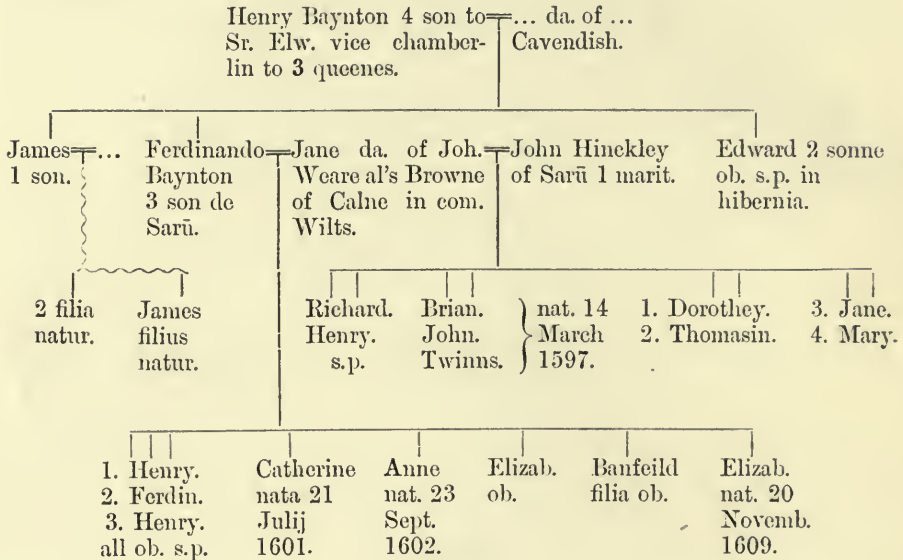 Henry Baynton 4 son to
Sr. Elw. vice chamber-
lin to 3 queenes.
... da. of ...
Cavendish.
James
1 son.
...
Ferdinando
Baynton
3 son de
Sarū.
Jane da. of Joh.
Weare al's Browne
of Calne in com.
Wilts.
John Hinckley
of Sarū 1 marit.
Edward 2 sonne
ob. s.p. in
hibernia.
2 filia
natur.
James
filius
natur.
Richard.
Henry.
s.p.
Brian.
John.
Twinns.
nat. 14
March
1597.
1. Dorothey.
2. Thomasin.
3. Jane.
4. Mary.
1. Henry.
2. Ferdin.
3. Henry.
all ob. s.p.
Catherine
nata 21
Julij
1601.
Anne
nat. 23
Sept.
1602.
Elizab.
ob.
Banfeild
filia ob.
Elizab.
nat. 20
Novemb.
1609.